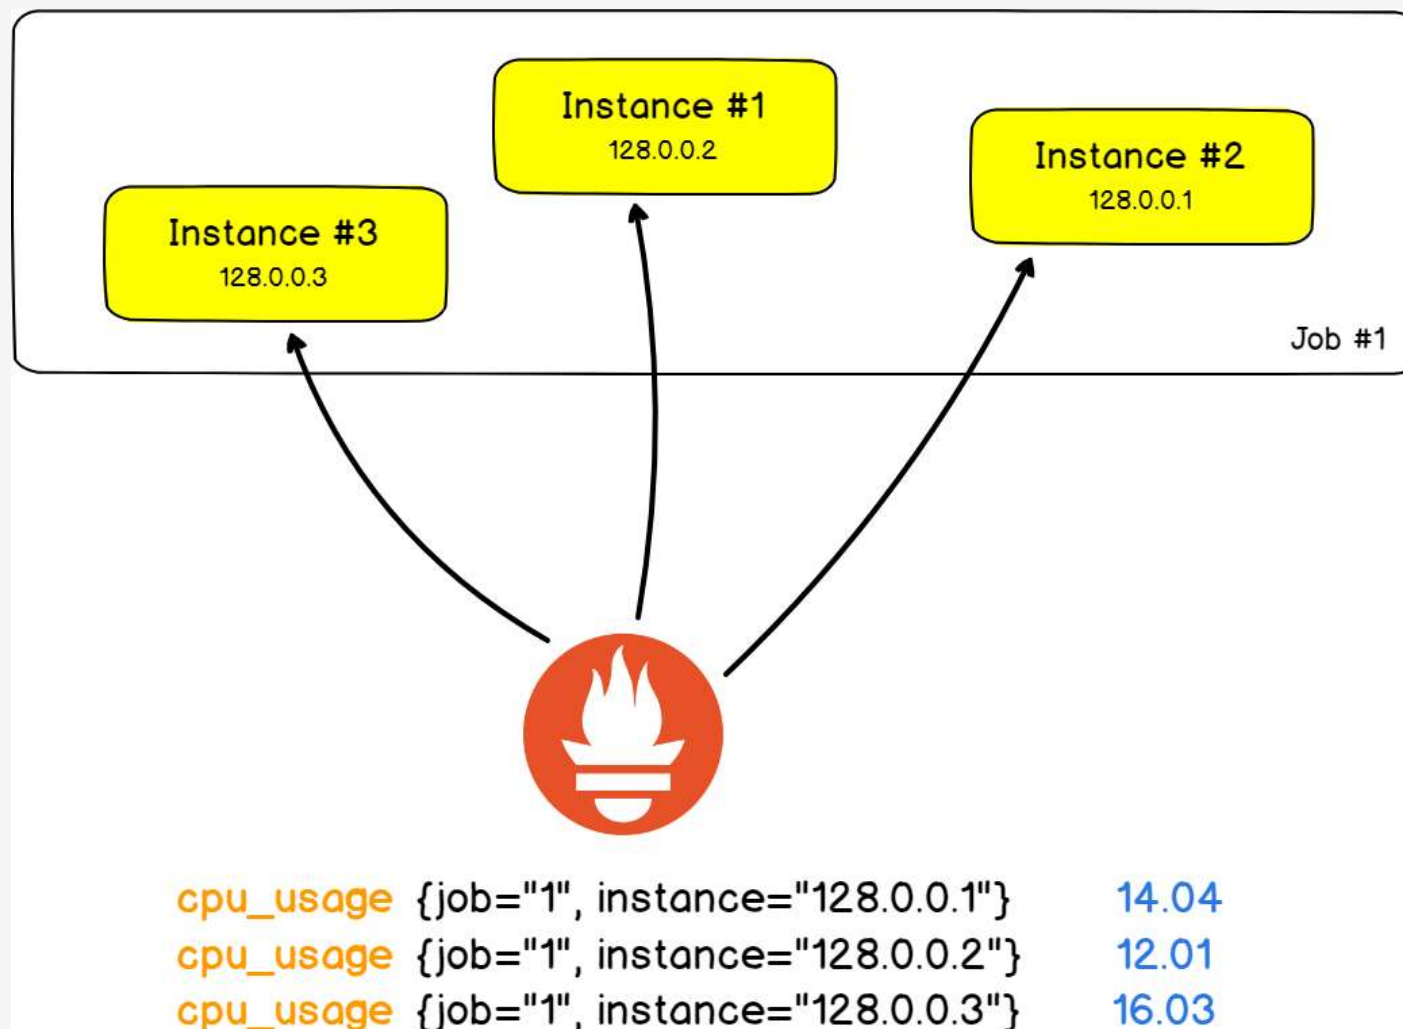 Instance #1
128.0.0.2
Instance #2
128.0.0.1
Instance #3
128.0.0.3
Job #1
cpu_usage {job="1", instance="128.0.0.1"} 14.04
cpu_usage {job="1", instance="128.0.0.2"} 12.01
cpu_usage {job="1", instance="128.0.0.3"} 16.03